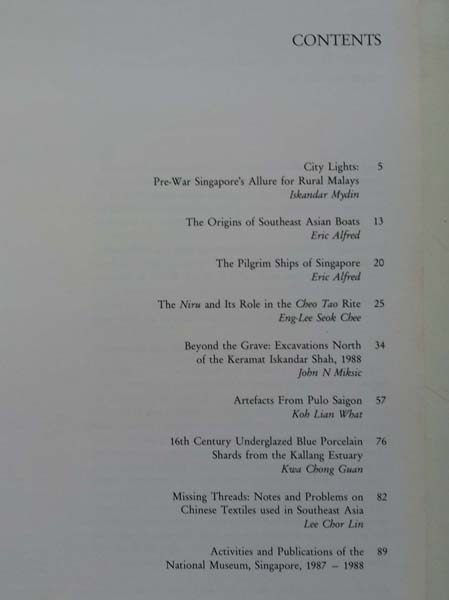 CONTENTS
City Lights: 5
Pre-War Singapore's Allure for Rural Malays
Iskandar Mydin
The Origins of Southeast Asian Boats 13
Eric Alfred
The Pilgrim Ships of Singapore 20
Eric Alfred
The Niru and Its Role in the Cheo Tao Rite 25
Eng-Lee Seok Chee
Beyond the Grave: Excavations North 34
of the Keramat Iskandar Shah, 1988
John N Miksic
Artefacts From Pulo Saigon 57
Koh Lian What
16th Century Underglazed Blue Porcelain 76
Shards from the Kallang Estuary
Kwa Chong Guan
Missing Threads: Notes and Problems on 82
Chinese Textiles used in Southeast Asia
Lee Chor Lin
Activities and Publications of the 89
National Museum, Singapore, 1987 – 1988